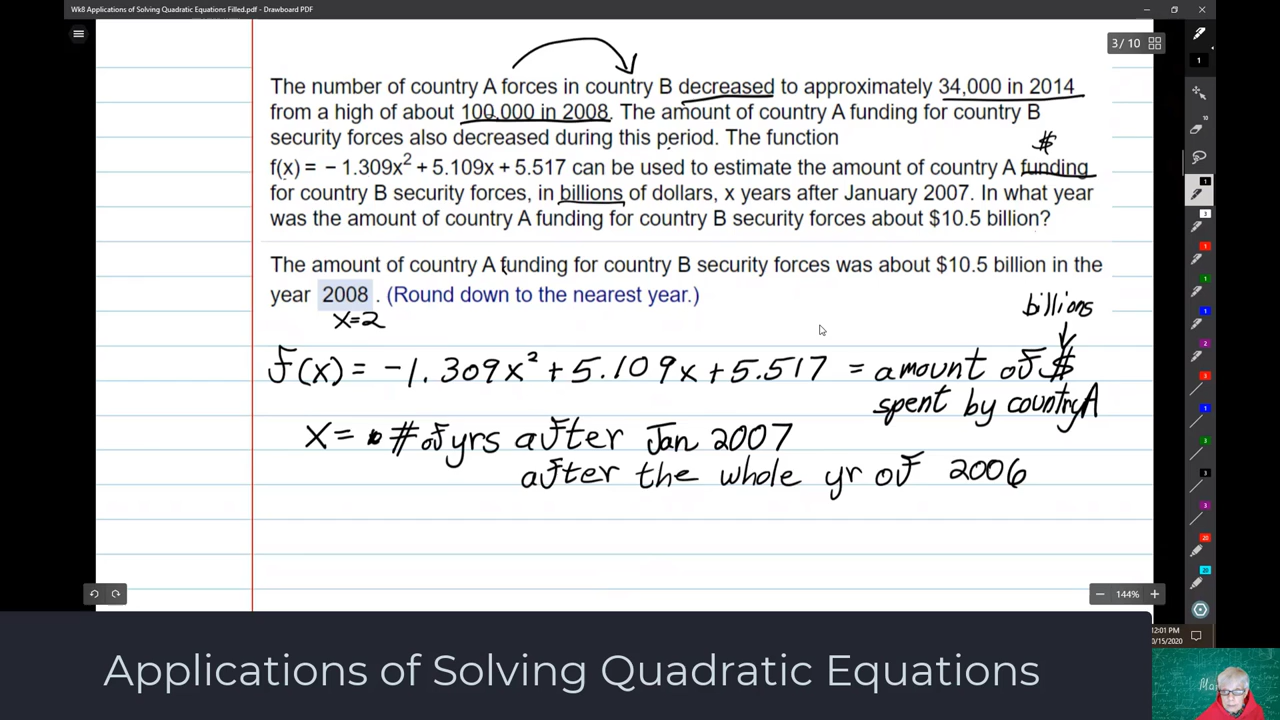 Wk8 Applications of Solving Quadratic Equations Filled.pdf - Drawboard PDF
3 / 10
The number of country A forces in country B decreased to approximately 34,000 in 2014
from a high of about 100,000 in 2008. The amount of country A funding for country B
security forces also decreased during this period. The function
$
f(x) = − 1.309x² + 5.109x + 5.517 can be used to estimate the amount of country A funding
for country B security forces, in billions of dollars, x years after January 2007. In what year
was the amount of country A funding for country B security forces about $10.5 billion?
The amount of country A funding for country B security forces was about $10.5 billion in the
year 2008 . (Round down to the nearest year.)
billions
x=2
f(x) = -1.309x² + 5.109x + 5.517 = amount of $
spent by country A
x = # of yrs after Jan 2007
after the whole yr of 2006
144%
12:01 PM
0/15/2020
Applications of Solving Quadratic Equations